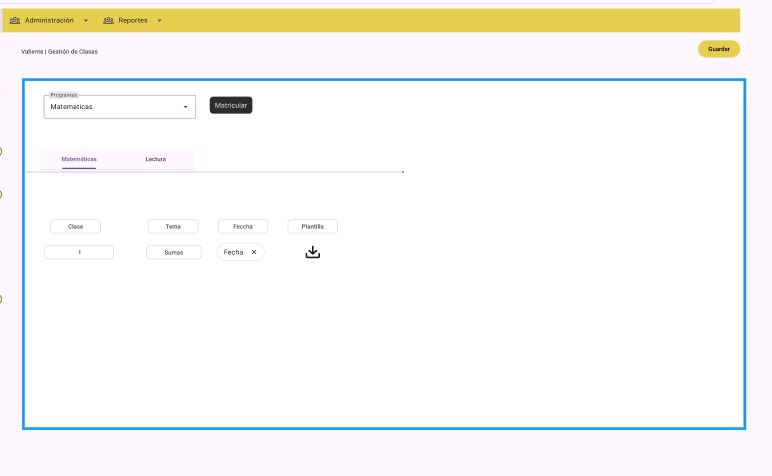 Administración Reportes
Valiente | Gestión de Clases
Guardar
Programas
Matematicas
Matricular
Matemáticas Lectura
Clase Tema Feccha Plantilla
1 Sumas Fecha ×